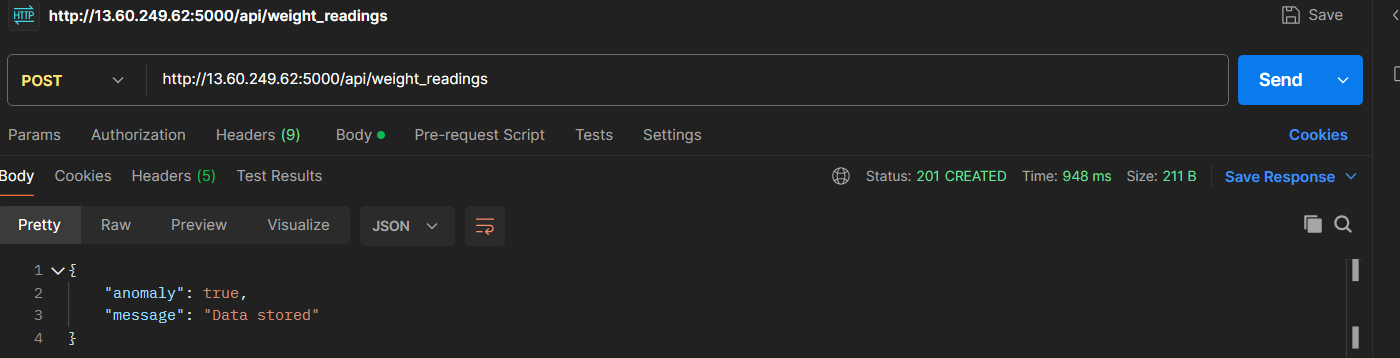 HTTP http://13.60.249.62:5000/api/weight_readings Save
POST http://13.60.249.62:5000/api/weight_readings Send
Params Authorization Headers (9) Body Pre-request Script Tests Settings Cookies
Body Cookies Headers (5) Test Results Status: 201 CREATED Time: 948 ms Size: 211 B Save Response
Pretty Raw Preview Visualize JSON
1 {
2 "anomaly": true,
3 "message": "Data stored"
4 }